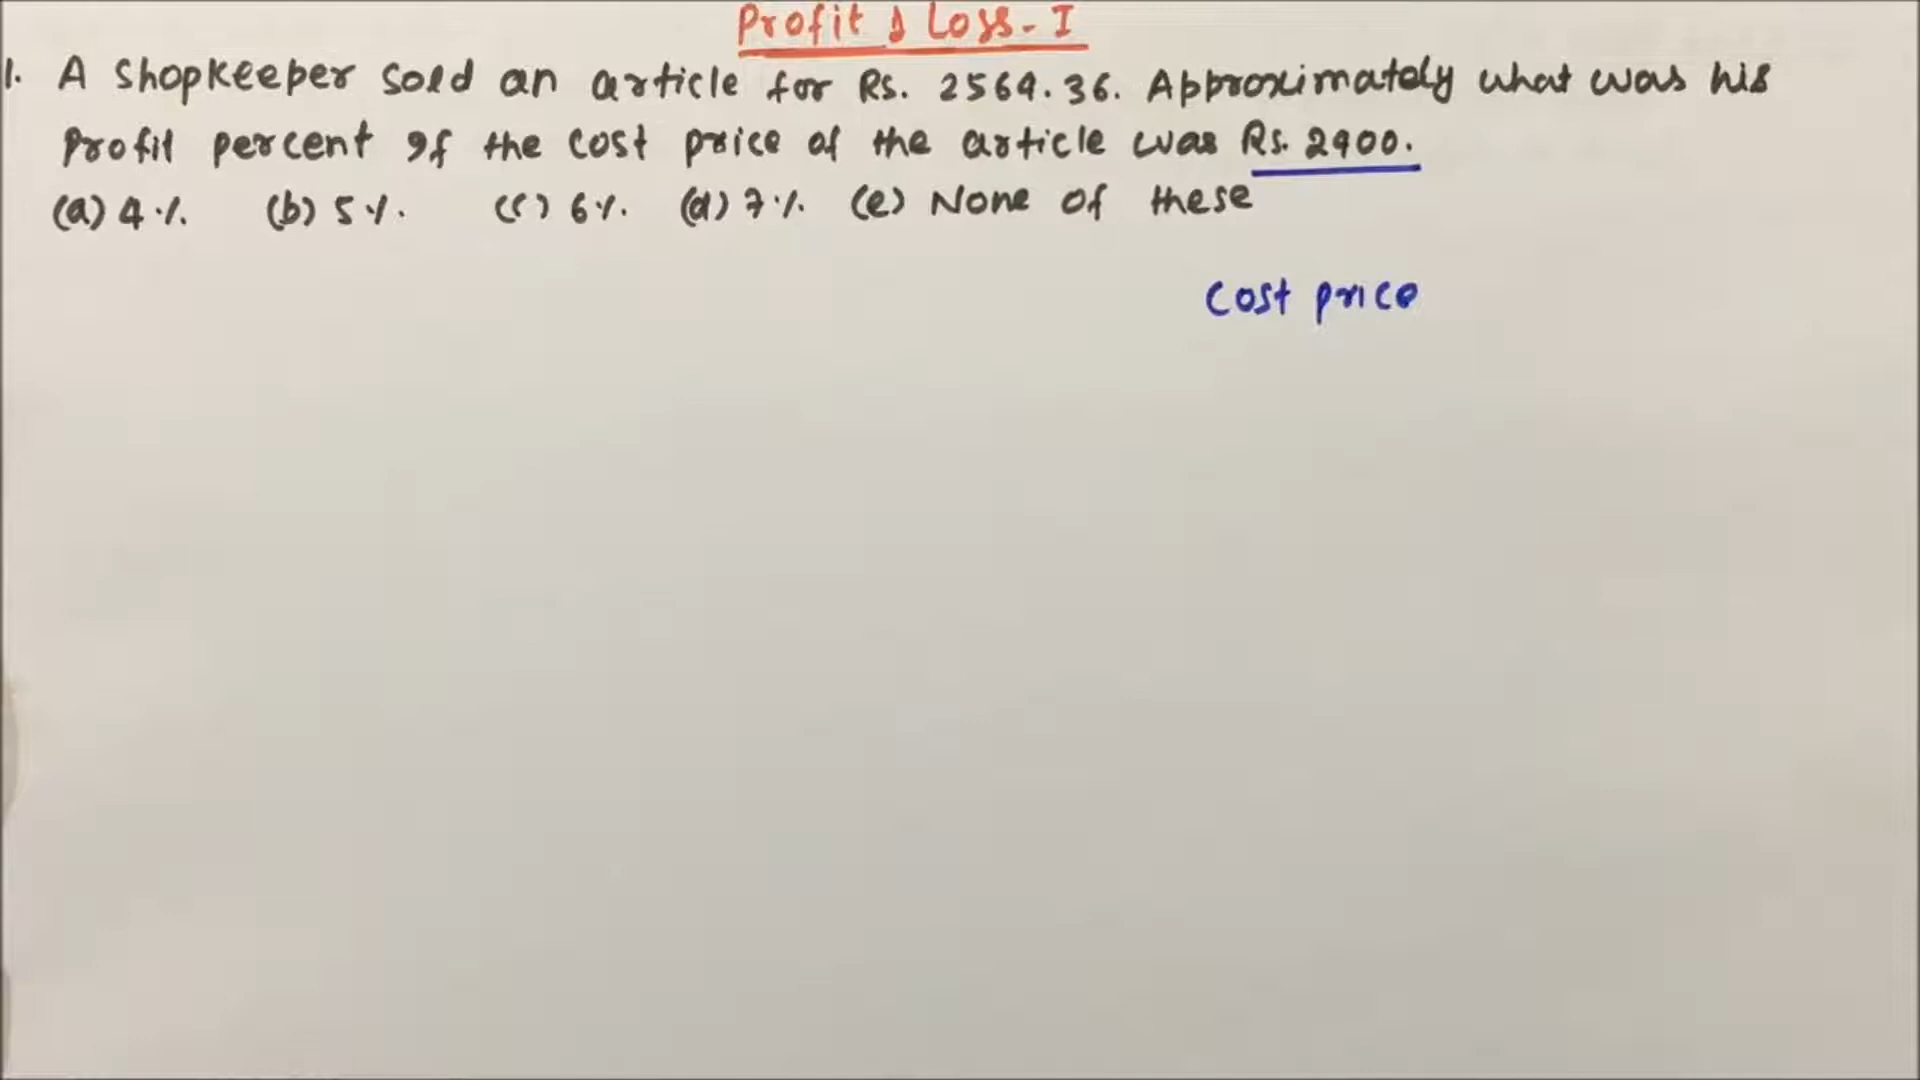 Profit & Loss-I
1. A shopkeeper sold an article for Rs. 2564.36. Approximately what was his
Profit percent If the cost price of the article was Rs. 2400.
(a) 4% (b) 5% (c) 6% (d) 7% (e) None of these
Cost price